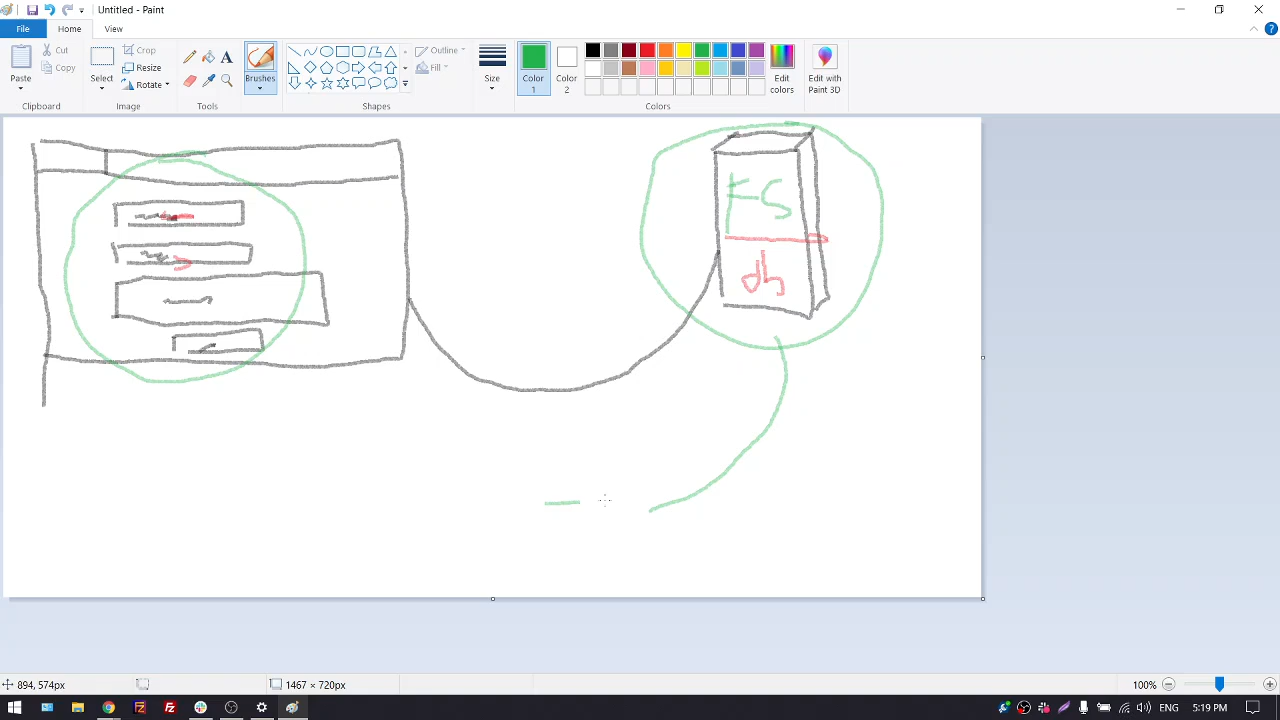 Untitled - Paint
File
Home
View
Cut
Copy
Paste
Clipboard
Crop
Resize
Rotate
Select
Image
Tools
Brushes
Outline
Fill
Shapes
Size
Color 1
Color 2
Edit colors
Colors
Edit with Paint 3D
894, 574px
1467 × 720px
100%
ENG
5:19 PM